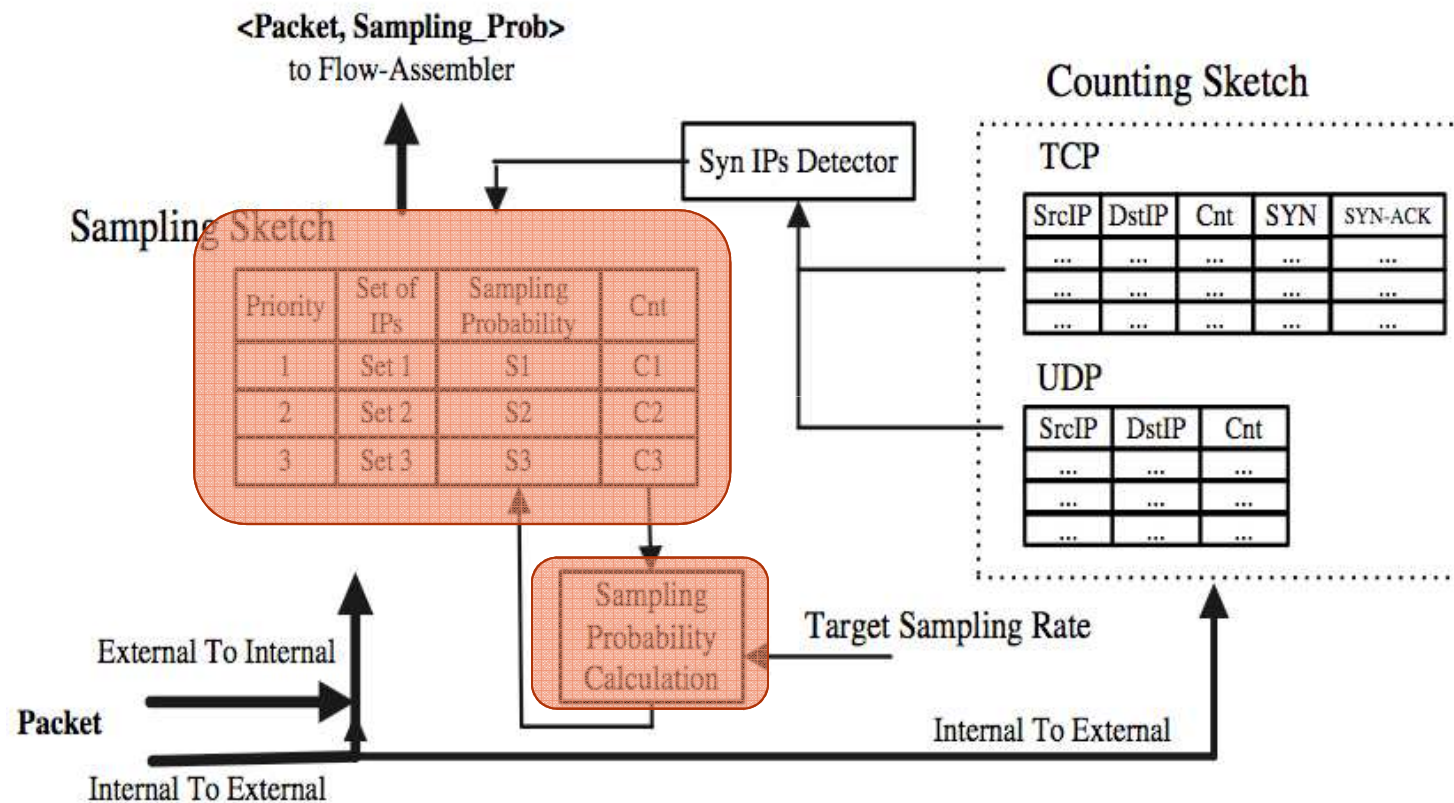 <Packet, Sampling_Prob>
to Flow-Assembler
Counting Sketch
Syn IPs Detector
TCP
SrcIP DstIP Cnt SYN SYN-ACK
... ... ... ... ...
... ... ... ... ...
... ... ... ... ...
Sampling Sketch
Priority Set of IPs Sampling Probability Cnt
1 Set 1 S1 C1
2 Set 2 S2 C2
3 Set 3 S3 C3
UDP
SrcIP DstIP Cnt
... ... ...
... ... ...
... ... ...
Sampling
Probability
Calculation
Target Sampling Rate
External To Internal
Packet
Internal To External
Internal To External